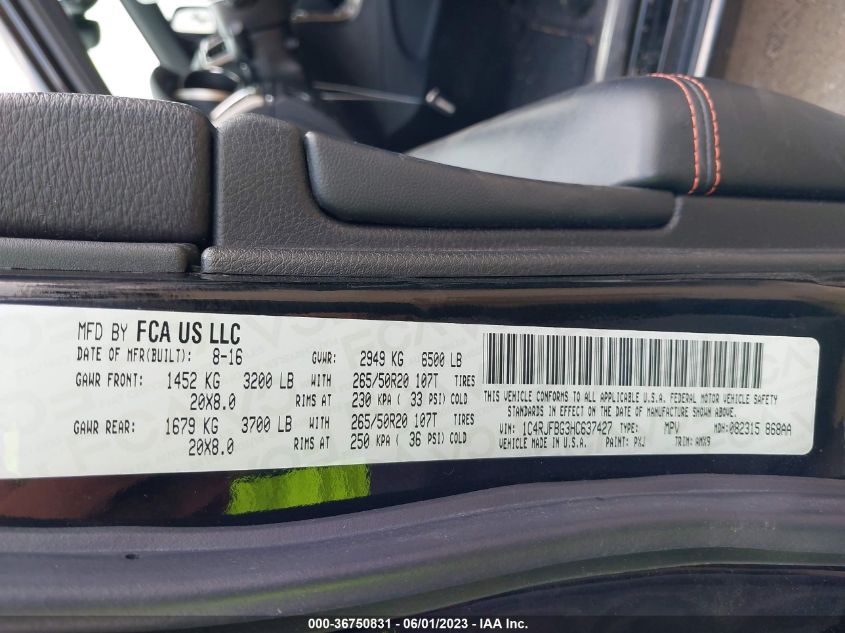 MFD BY FCA US LLC
DATE OF MFR(BUILT): 8-16 GVWR: 2949 KG 6500 LB
GAWR FRONT: 1452 KG 3200 LB WITH 265/50R20 107T TIRES
20X8.0 RIMS AT 230 KPA ( 33 PSI) COLD
GAWR REAR: 1679 KG 3700 LB WITH 265/50R20 107T TIRES
20X8.0 RIMS AT 250 KPA ( 36 PSI) COLD
THIS VEHICLE CONFORMS TO ALL APPLICABLE U.S.A. FEDERAL MOTOR VEHICLE SAFETY
STANDARDS IN EFFECT ON THE DATE OF MANUFACTURE SHOWN ABOVE.
VIN: 1C4RJFBG3HC637427 TYPE: MPV MDH: 082315 868AA
VEHICLE MADE IN U.S.A. PAINT: PXJ TRIM: AMX9
000-36750831 - 06/01/2023 - IAA Inc.